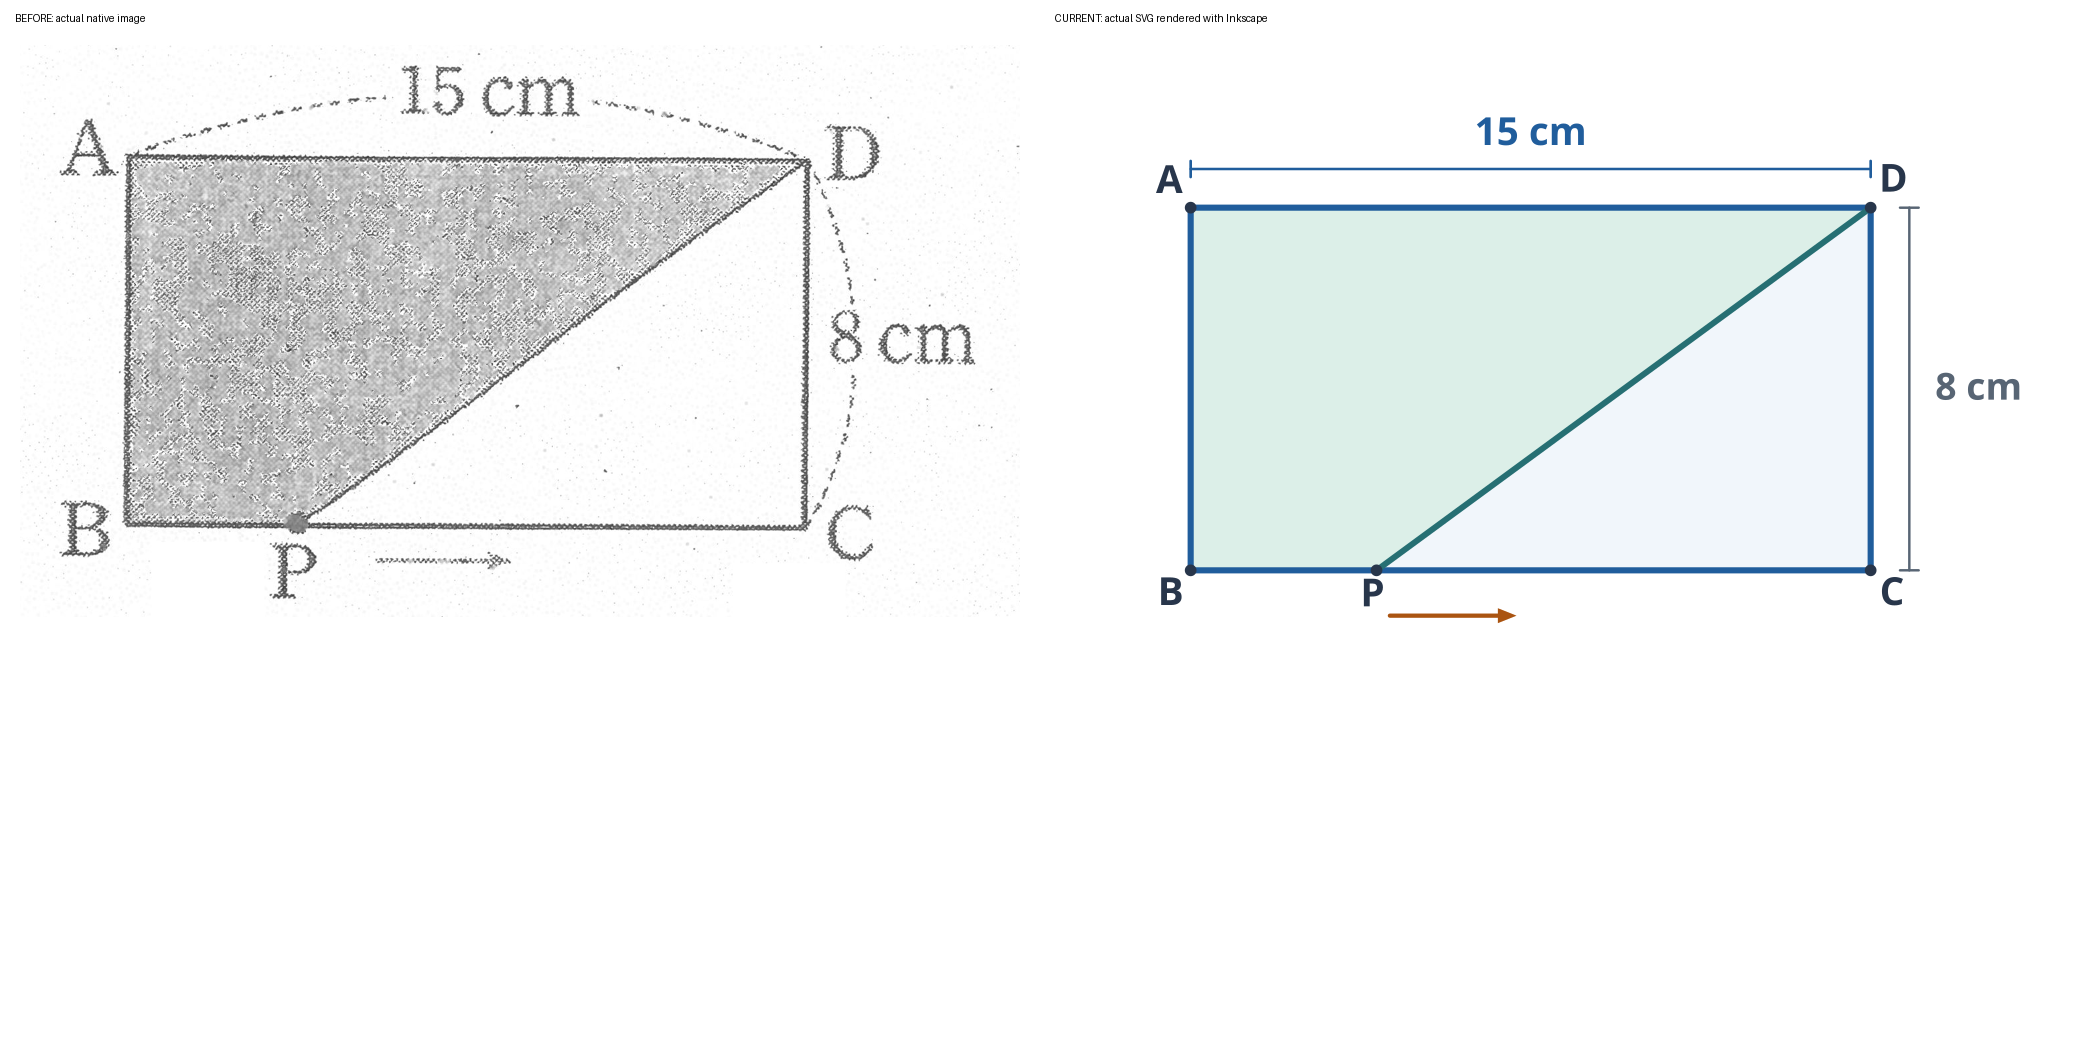 BEFORE: actual native image
15 cm
A
D
8 cm
B
C
P
CURRENT: actual SVG rendered with Inkscape
15 cm
A
D
8 cm
B
P
C